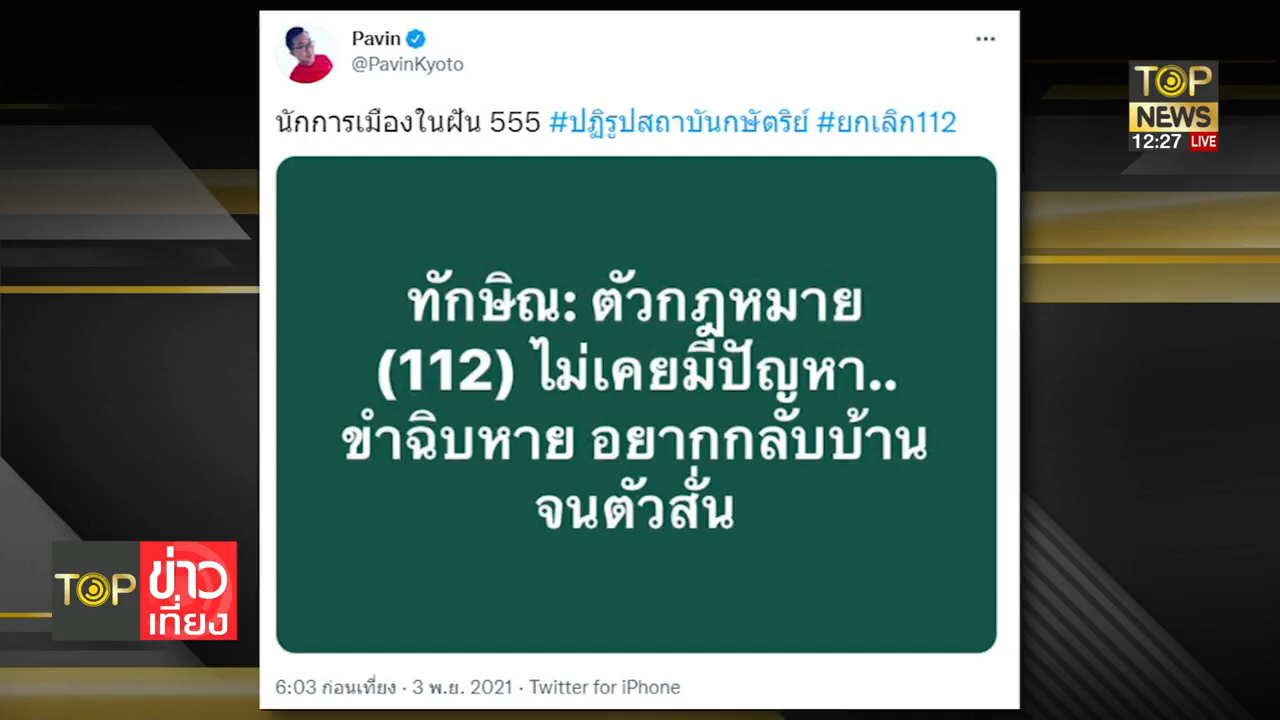 Pavin
@PavinKyoto
นักการเมืองในฝัน 555 #ปฏิรูปสถาบันกษัตริย์ #ยกเลิก112
ทักษิณ: ตัวกฎหมาย
(112) ไม่เคยมีปัญหา..
ขำฉิบหาย อยากกลับบ้าน
จนตัวสั่น
6:03 ก่อนเที่ยง · 3 พ.ย. 2021 · Twitter for iPhone
TOP
NEWS
12:27 LIVE
TOP ข่าว
เที่ยง